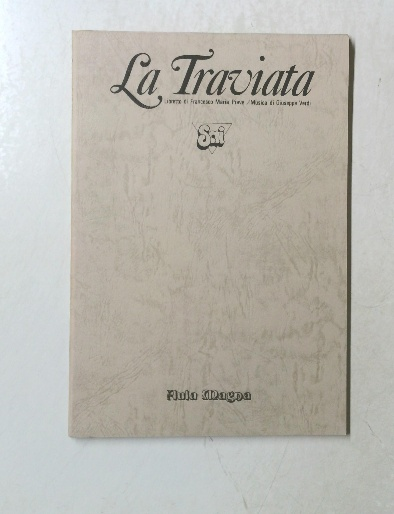 La Traviata
Libretto di Francesco Maria Piave / Musica di Giuseppe Verdi
Aula Magna